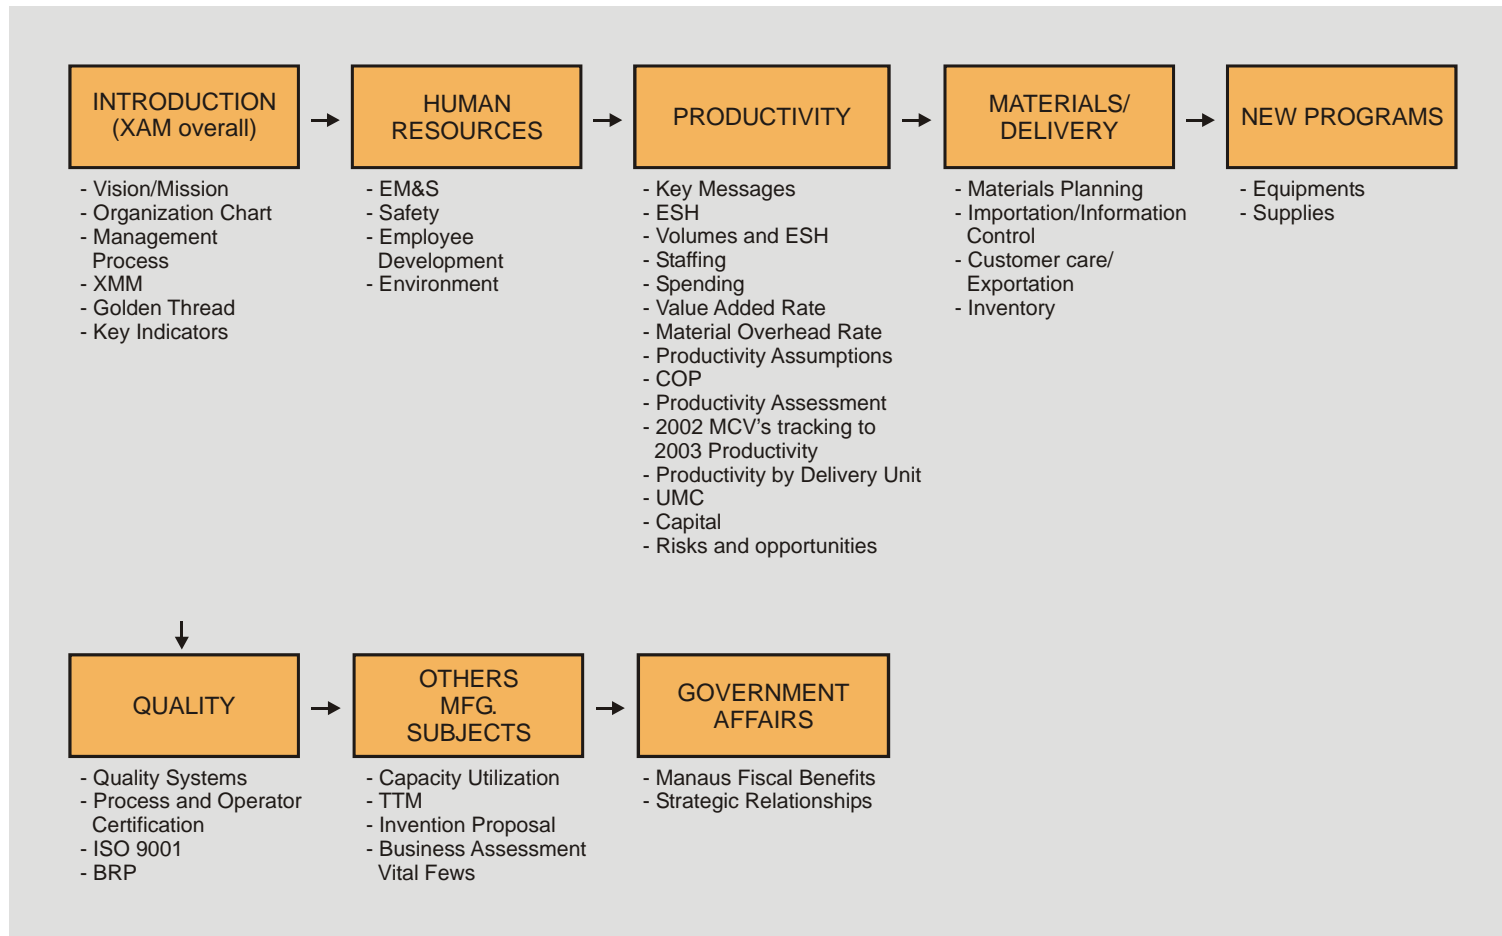 INTRODUCTION
(XAM overall)
- Vision/Mission
- Organization Chart
- Management
Process
- XMM
- Golden Thread
- Key Indicators
HUMAN
RESOURCES
- EM&S
- Safety
- Employee
Development
- Environment
PRODUCTIVITY
- Key Messages
- ESH
- Volumes and ESH
- Staffing
- Spending
- Value Added Rate
- Material Overhead Rate
- Productivity Assumptions
- COP
- Productivity Assessment
- 2002 MCV's tracking to
2003 Productivity
- Productivity by Delivery Unit
- UMC
- Capital
- Risks and opportunities
MATERIALS/
DELIVERY
- Materials Planning
- Importation/Information
Control
- Customer care/
Exportation
- Inventory
NEW PROGRAMS
- Equipments
- Supplies
QUALITY
- Quality Systems
- Process and Operator
Certification
- ISO 9001
- BRP
OTHERS
MFG.
SUBJECTS
- Capacity Utilization
- TTM
- Invention Proposal
- Business Assessment
Vital Fews
GOVERNMENT
AFFAIRS
- Manaus Fiscal Benefits
- Strategic Relationships